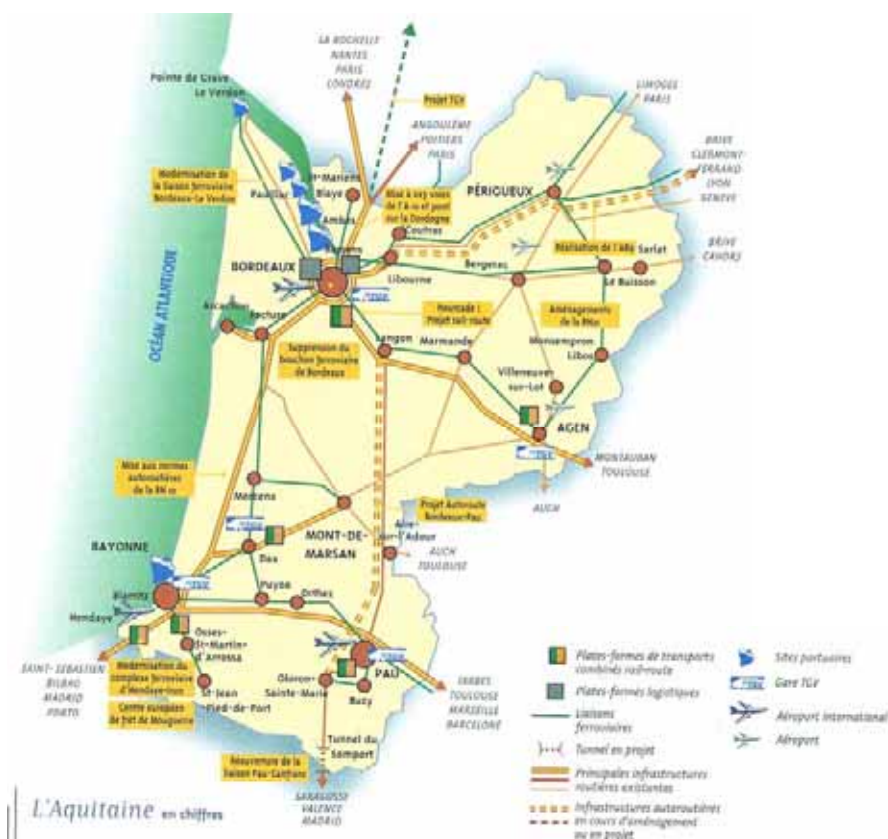 LA ROCHELLE
NANTES
PARIS
LONDRES
Pointe de Grave
Le Verdon
Projet TGV
LIMOGES
PARIS
ANGOULÊME
POITIERS
PARIS
BRIVE
CLERMONT-
FERRAND
LYON
GENEVE
Modernisation de
la liaison ferroviaire
Bordeaux-Le Verdon
St-Mariens
Blaye
Pauillac
Mise à 2x3 voies
de l'A 10 et pont
sur la Dordogne
PÉRIGUEUX
Ambès
Coutras
Bassens
Réalisation de l'A89
Sarlat
BRIVE
CAHORS
BORDEAUX
Bergerac
Libourne
Le Buisson
OCÉAN ATLANTIQUE
Arcachon
Facture
Hourcade :
Projet rail-route
Aménagements
de la RN21
Suppression du
bouchon ferroviaire
de Bordeaux
Langon
Marmande
Monsempron
Libos
Villeneuve-
sur-Lot
AGEN
MONTAUBAN
TOULOUSE
Mise aux normes
autoroutières
de la RN 10
Morcenx
Projet Autoroute
Bordeaux-Pau
AUCH
BAYONNE
MONT-DE-
MARSAN
Aire-
sur-l'Adour
AUCH
TOULOUSE
Dax
Biarritz
Puyoo
Orthez
Hendaye
Osses-
St-Martin-
d'Arrossa
SAINT-SEBASTIEN
BILBAO
MADRID
PORTO
Modernisation du
complexe ferroviaire
d'Hendaye-Irun
PAU
Oloron-
Sainte-Marie
Buzy
St-Jean
Pied-de-Port
TARBES
TOULOUSE
MARSEILLE
BARCELONE
Centre européen
de fret de Mouguerre
Tunnel du
Somport
Réouverture de la
liaison Pau-Canfranc
SARAGOSSE
VALENCE
MADRID
Plates-formes de transports
combinés rail-route
Plates-formes logistiques
Liaisons
ferroviaires
Tunnel en projet
Principales infrastructures
routières existantes
Infrastructures autoroutières
en cours d'aménagement
ou en projet
Sites portuaires
Gare TGV
Aéroport international
Aéroport
L'Aquitaine en chiffres